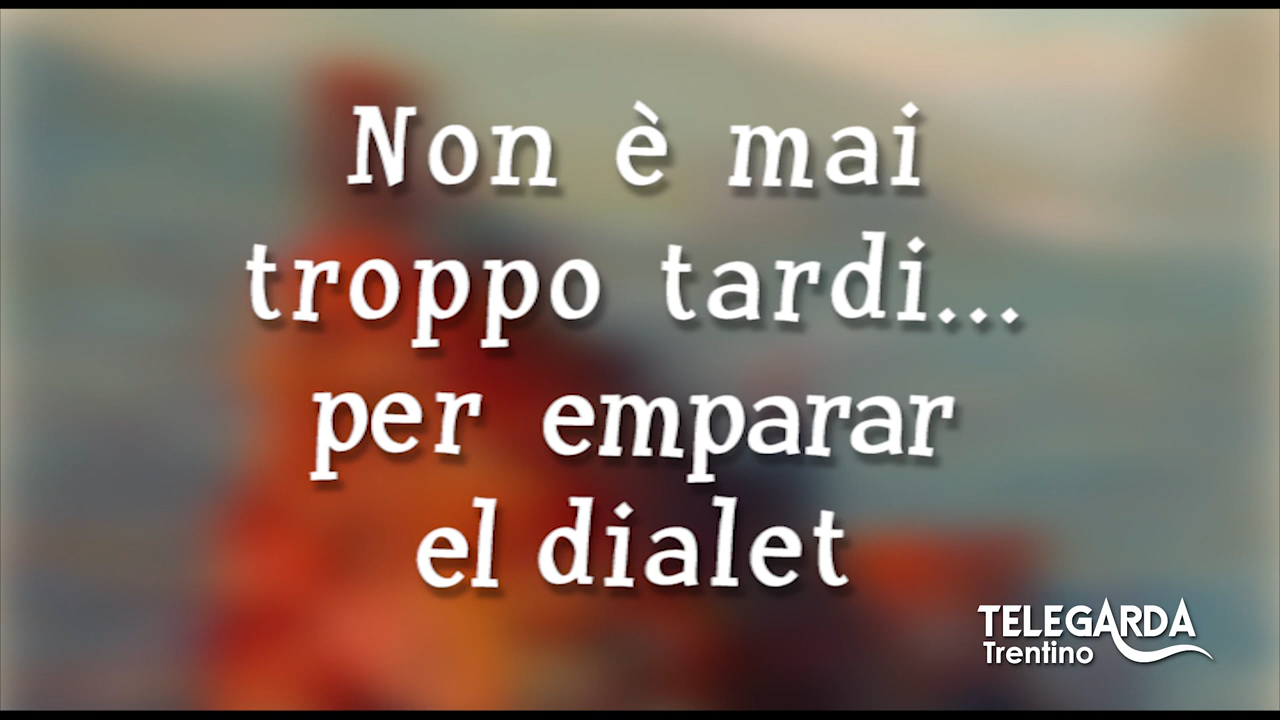 Non è mai
troppo tardi...
per emparar
el dialet
TELEGARDA
Trentino